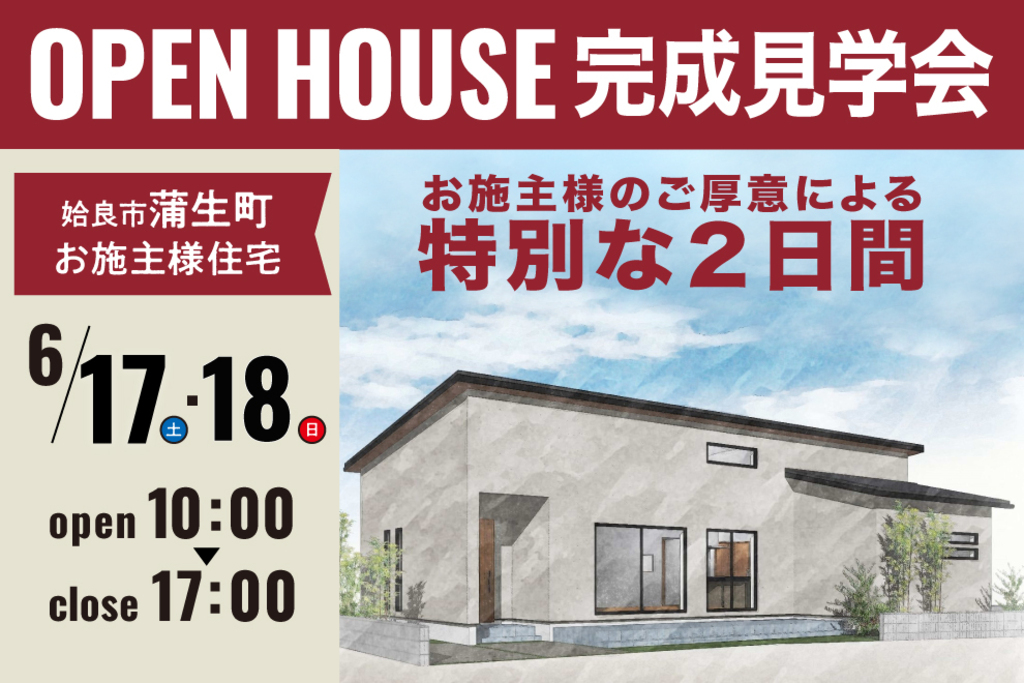 OPEN HOUSE 完成見学会
姶良市蒲生町
お施主様住宅
6/17土・18日
open 10:00
▼
close 17:00
お施主様のご厚意による
特別な2日間